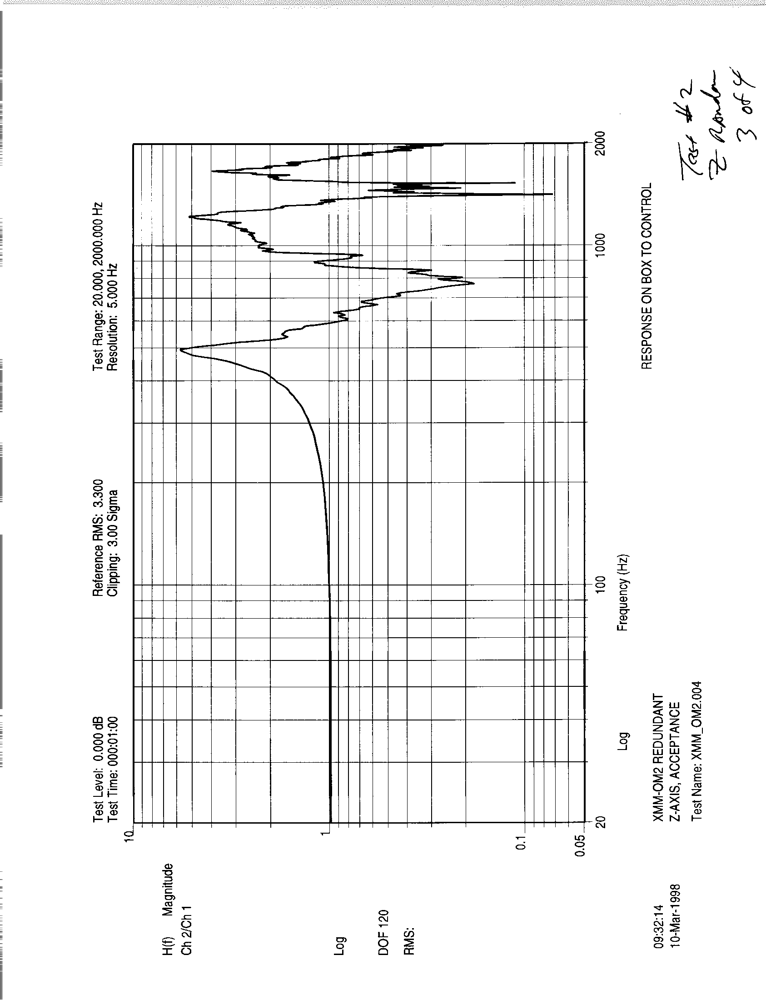 Test Level: 0.000 dB
Test Time: 000:01:00
Reference RMS: 3.300
Clipping: 3.00 Sigma
Test Range: 20.000, 2000.000 Hz
Resolution: 5.000 Hz
H(f) Magnitude
Ch 2/Ch 1
Log
DOF 120
RMS:
10
1
0.1
0.05
20
100
1000
2000
Log
Frequency (Hz)
09:32:14
10-Mar-1998
XMM-OM2 REDUNDANT
Z-AXIS, ACCEPTANCE
Test Name: XMM_OM2.004
RESPONSE ON BOX TO CONTROL
Test #2
Z Random
3 of 4